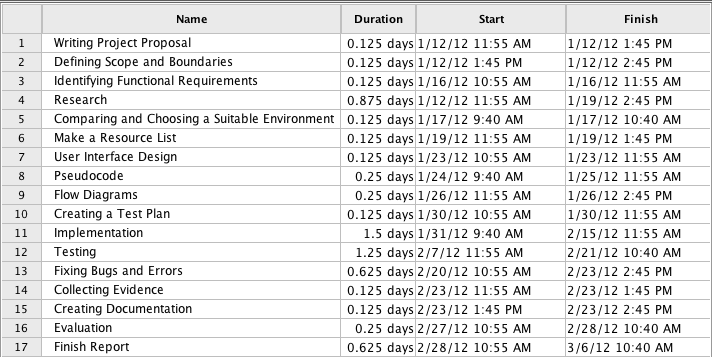 Name Duration Start Finish
1 Writing Project Proposal 0.125 days 1/12/12 11:55 AM 1/12/12 1:45 PM
2 Defining Scope and Boundaries 0.125 days 1/12/12 1:45 PM 1/12/12 2:45 PM
3 Identifying Functional Requirements 0.125 days 1/16/12 10:55 AM 1/16/12 11:55 AM
4 Research 0.875 days 1/12/12 11:55 AM 1/19/12 2:45 PM
5 Comparing and Choosing a Suitable Environment 0.125 days 1/17/12 9:40 AM 1/17/12 10:40 AM
6 Make a Resource List 0.125 days 1/19/12 11:55 AM 1/19/12 1:45 PM
7 User Interface Design 0.125 days 1/23/12 10:55 AM 1/23/12 11:55 AM
8 Pseudocode 0.25 days 1/24/12 9:40 AM 1/25/12 11:55 AM
9 Flow Diagrams 0.25 days 1/26/12 11:55 AM 1/26/12 2:45 PM
10 Creating a Test Plan 0.125 days 1/30/12 10:55 AM 1/30/12 11:55 AM
11 Implementation 1.5 days 1/31/12 9:40 AM 2/15/12 11:55 AM
12 Testing 1.25 days 2/7/12 11:55 AM 2/21/12 10:40 AM
13 Fixing Bugs and Errors 0.625 days 2/20/12 10:55 AM 2/23/12 2:45 PM
14 Collecting Evidence 0.125 days 2/23/12 11:55 AM 2/23/12 1:45 PM
15 Creating Documentation 0.125 days 2/23/12 1:45 PM 2/23/12 2:45 PM
16 Evaluation 0.25 days 2/27/12 10:55 AM 2/28/12 10:40 AM
17 Finish Report 0.625 days 2/28/12 10:55 AM 3/6/12 10:40 AM